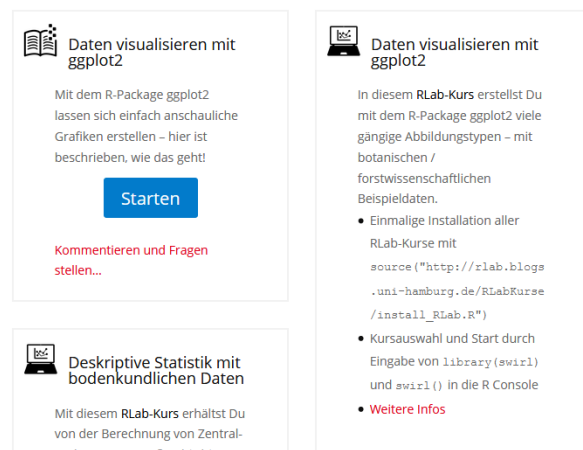 Daten visualisieren mit
ggplot2
Mit dem R-Package ggplot2
lassen sich einfach anschauliche
Grafiken erstellen – hier ist
beschrieben, wie das geht!
Starten
Kommentieren und Fragen
stellen...
Deskriptive Statistik mit
bodenkundlichen Daten
Mit diesem RLab-Kurs erhältst Du
von der Berechnung von Zentral-
Daten visualisieren mit
ggplot2
In diesem RLab-Kurs erstellst Du
mit dem R-Package ggplot2 viele
gängige Abbildungstypen – mit
botanischen /
forstwissenschaftlichen
Beispieldaten.
Einmalige Installation aller
RLab-Kurse mit
source("http://rlab.blogs
.uni-hamburg.de/RLabKurse
/install_RLab.R")
Kursauswahl und Start durch
Eingabe von library(swirl)
und swirl() in die R Console
Weitere Infos